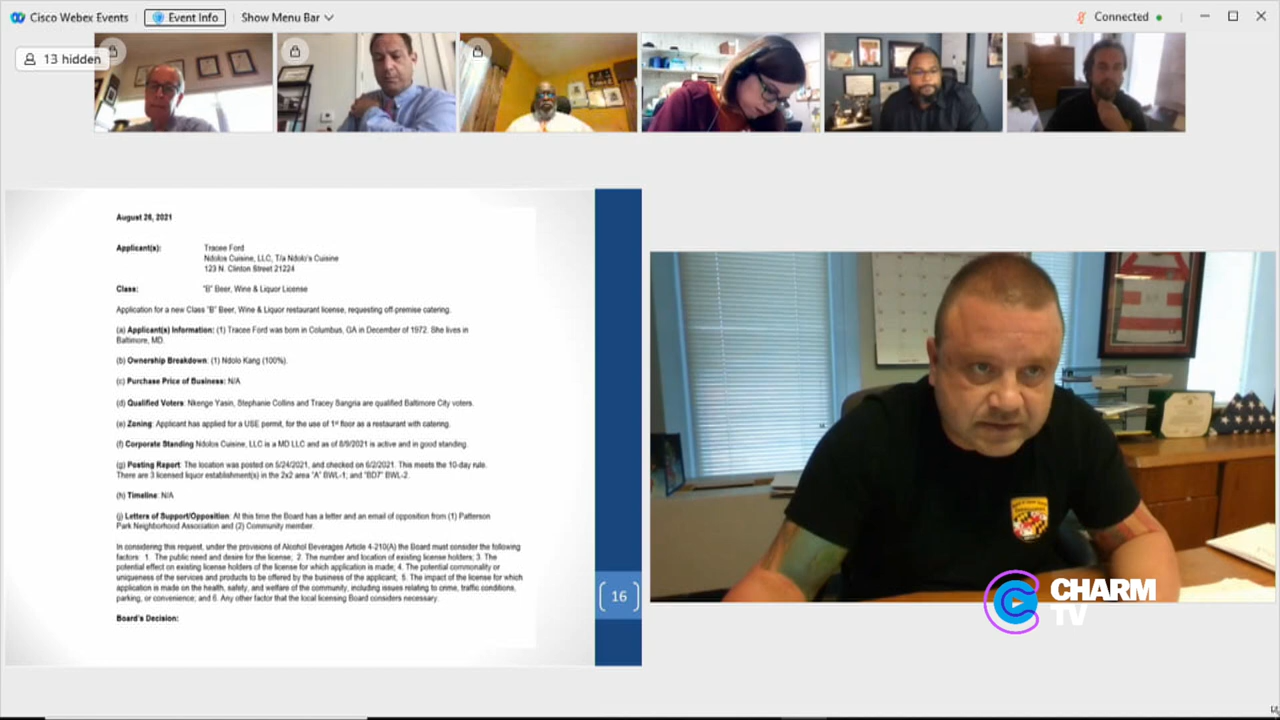 Cisco Webex Events
Event Info
Show Menu Bar
Connected
13 hidden
August 26, 2021
Applicant(s): Tracee Ford
Ndolos Cuisine, LLC, T/a Ndolo's Cuisine
123 N. Clinton Street 21224
Class: "B" Beer, Wine & Liquor License
Application for a new Class "B" Beer, Wine & Liquor restaurant license, requesting off-premise catering.
(a) Applicant(s) Information: (1) Tracee Ford was born in Columbus, GA in December of 1972. She lives in
Baltimore, MD.
(b) Ownership Breakdown: (1) Ndolo Kang (100%).
(c) Purchase Price of Business: N/A
(d) Qualified Voters: Nkenge Yasin, Stephanie Collins and Tracey Sangria are qualified Baltimore City voters.
(e) Zoning: Applicant has applied for a USE permit, for the use of 1st floor as a restaurant with catering.
(f) Corporate Standing Ndolos Cuisine, LLC is a MD LLC and as of 8/9/2021 is active and in good standing.
(g) Posting Report: The location was posted on 5/24/2021, and checked on 6/2/2021. This meets the 10-day rule.
There are 3 licensed liquor establishment(s) in the 2x2 area "A" BWL-1; and "BD7" BWL-2.
(h) Timeline: N/A
(j) Letters of Support/Opposition: At this time the Board has a letter and an email of opposition from (1) Patterson
Park Neighborhood Association and (2) Community member.
In considering this request, under the provisions of Alcohol Beverages Article 4-210(A) the Board must consider the following
factors: 1. The public need and desire for the license; 2. The number and location of existing license holders; 3. The
potential effect on existing license holders of the license for which application is made; 4. The potential commonality or
uniqueness of the services and products to be offered by the business of the applicant; 5. The impact of the license for which
application is made on the health, safety, and welfare of the community, including issues relating to crime, traffic conditions,
parking, or convenience; and 6. Any other factor that the local licensing Board considers necessary.
Board's Decision:
16
CHARM
TV